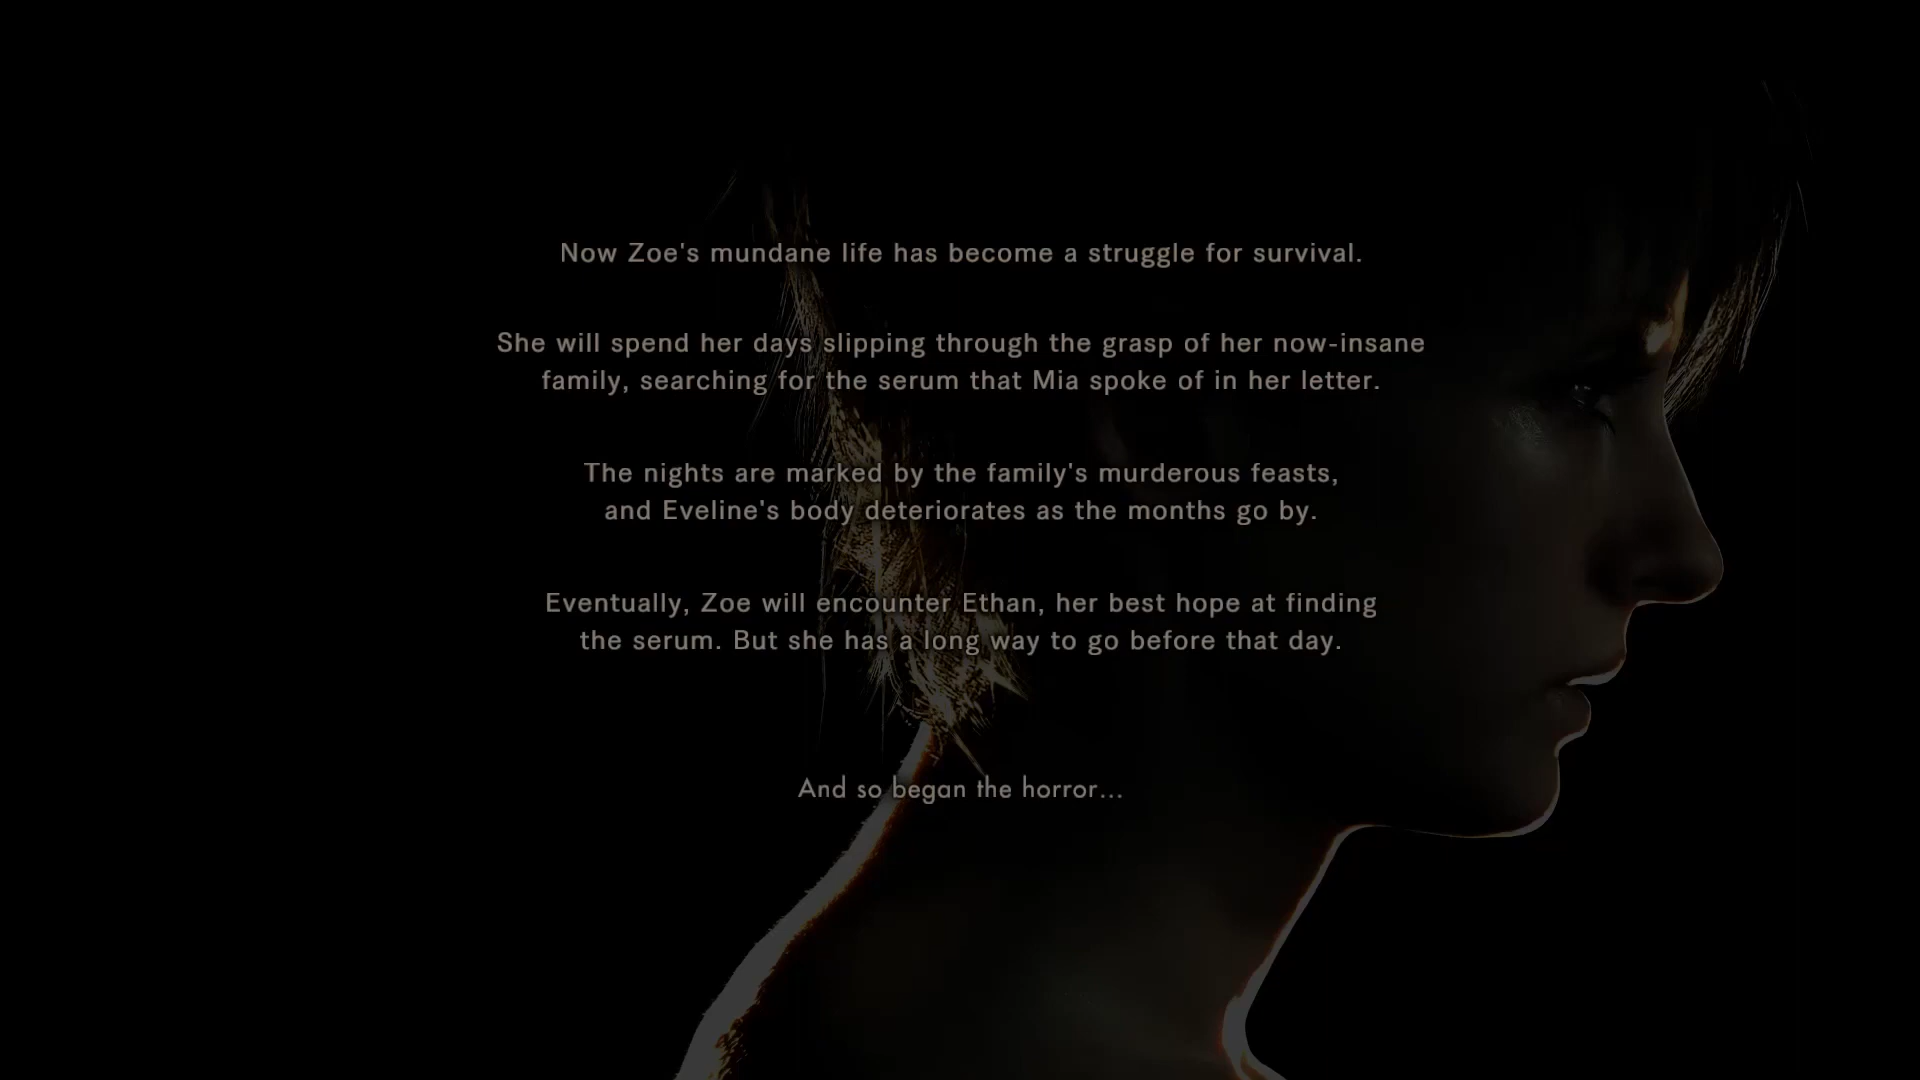 Now Zoe's mundane life has become a struggle for survival.
She will spend her days slipping through the grasp of her now-insane
family, searching for the serum that Mia spoke of in her letter.
The nights are marked by the family's murderous feasts,
and Eveline's body deteriorates as the months go by.
Eventually, Zoe will encounter Ethan, her best hope at finding
the serum. But she has a long way to go before that day.
And so began the horror...